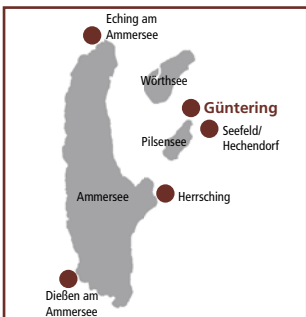 Eching am
Ammersee
Wörthsee
Güntering
Seefeld/
Hechendorf
Pilsensee
Ammersee
Herrsching
Dießen am
Ammersee